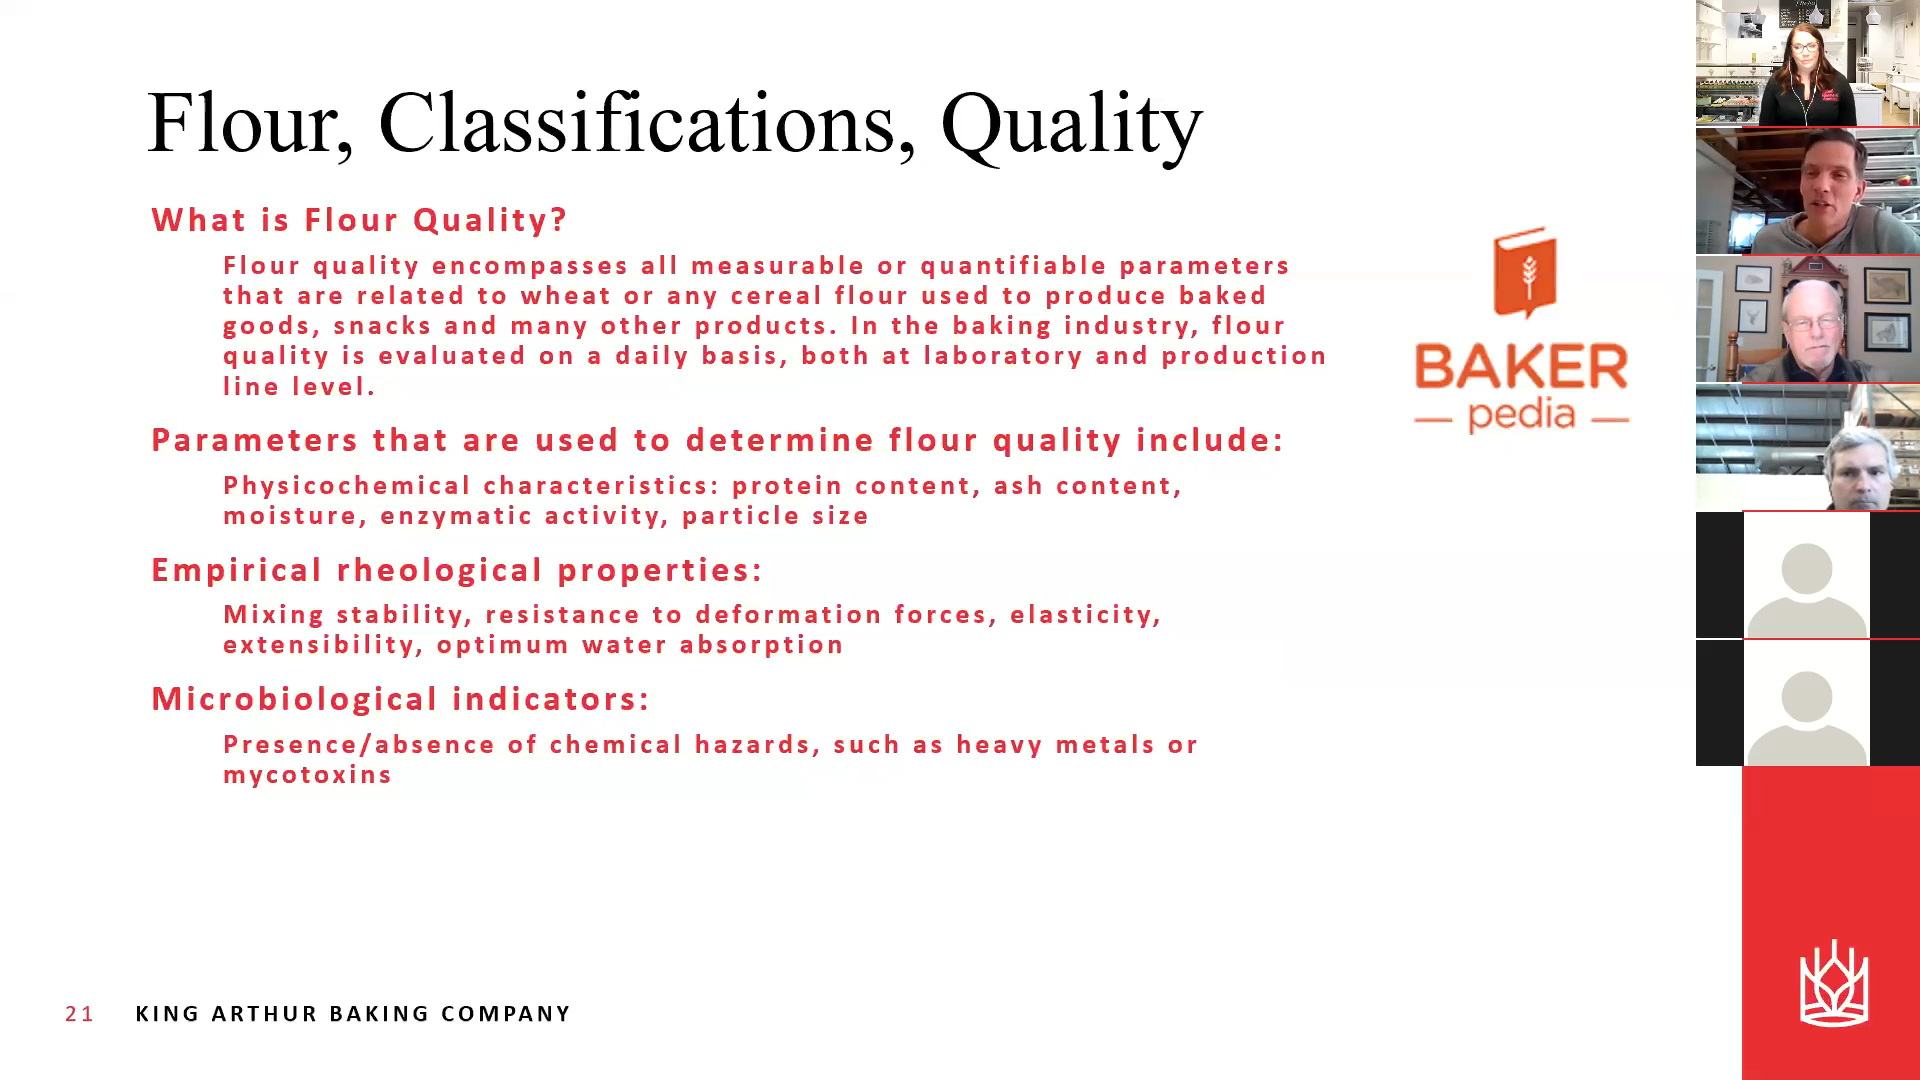 Flour, Classifications, Quality
What is Flour Quality?
Flour quality encompasses all measurable or quantifiable parameters
that are related to wheat or any cereal flour used to produce baked
goods, snacks and many other products. In the baking industry, flour
quality is evaluated on a daily basis, both at laboratory and production
line level.
Parameters that are used to determine flour quality include:
Physicochemical characteristics: protein content, ash content,
moisture, enzymatic activity, particle size
Empirical rheological properties:
Mixing stability, resistance to deformation forces, elasticity,
extensibility, optimum water absorption
Microbiological indicators:
Presence/absence of chemical hazards, such as heavy metals or
mycotoxins
BAKER
pedia
21 KING ARTHUR BAKING COMPANY